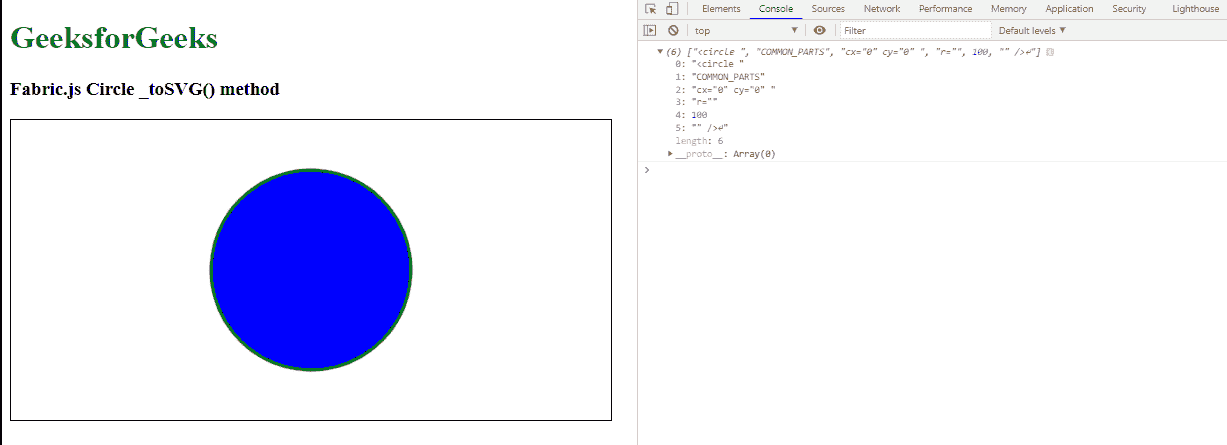 GeeksforGeeks
Fabric.js Circle _toSVG() method
Elements Console Sources Network Performance Memory Application Security Lighthouse
top ▼ Filter Default levels ▼
▼ (6) ["<circle ", "COMMON_PARTS", "cx="0" cy="0" ", "r="", 100, "" />↵"]
0: "<circle "
1: "COMMON_PARTS"
2: "cx="0" cy="0" "
3: "r=""
4: 100
5: "" />↵"
length: 6
▶ __proto__: Array(0)
>